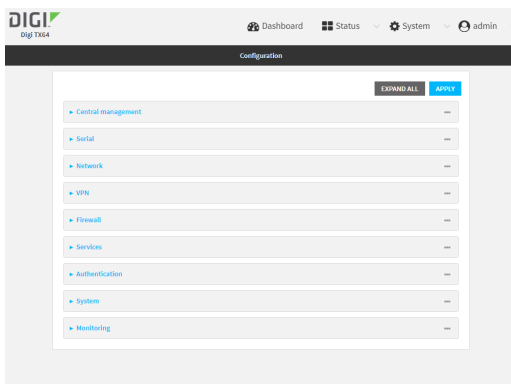 DIGI
Digi TX64
Dashboard Status System admin
Configuration
EXPAND ALL APPLY
Central management
Serial
Network
VPN
Firewall
Services
Authentication
System
Monitoring